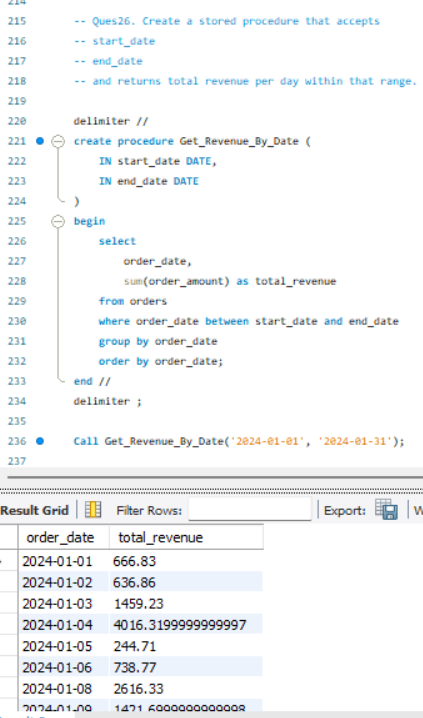 214
215 -- Ques26. Create a stored procedure that accepts
216 -- start_date
217 -- end_date
218 -- and returns total revenue per day within that range.
219
220 delimiter //
221 create procedure Get_Revenue_By_Date (
222 IN start_date DATE,
223 IN end_date DATE
224 )
225 begin
226 select
227 order_date,
228 sum(order_amount) as total_revenue
229 from orders
230 where order_date between start_date and end_date
231 group by order_date
232 order by order_date;
233 end //
234 delimiter ;
235
236 Call Get_Revenue_By_Date('2024-01-01', '2024-01-31');
237
Result Grid Filter Rows: Export: W
order_date total_revenue
2024-01-01 666.83
2024-01-02 636.86
2024-01-03 1459.23
2024-01-04 4016.3199999999997
2024-01-05 244.71
2024-01-06 738.77
2024-01-08 2616.33
2024-01-09 1421.6999999999998